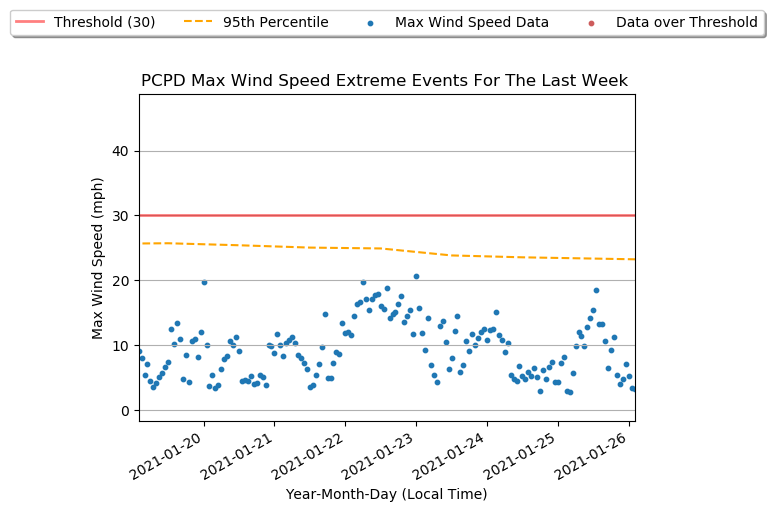 Threshold (30) 95th Percentile Max Wind Speed Data Data over Threshold
PCPD Max Wind Speed Extreme Events For The Last Week
Max Wind Speed (mph)
40
30
20
10
0
2021-01-20 2021-01-21 2021-01-22 2021-01-23 2021-01-24 2021-01-25 2021-01-26
Year-Month-Day (Local Time)